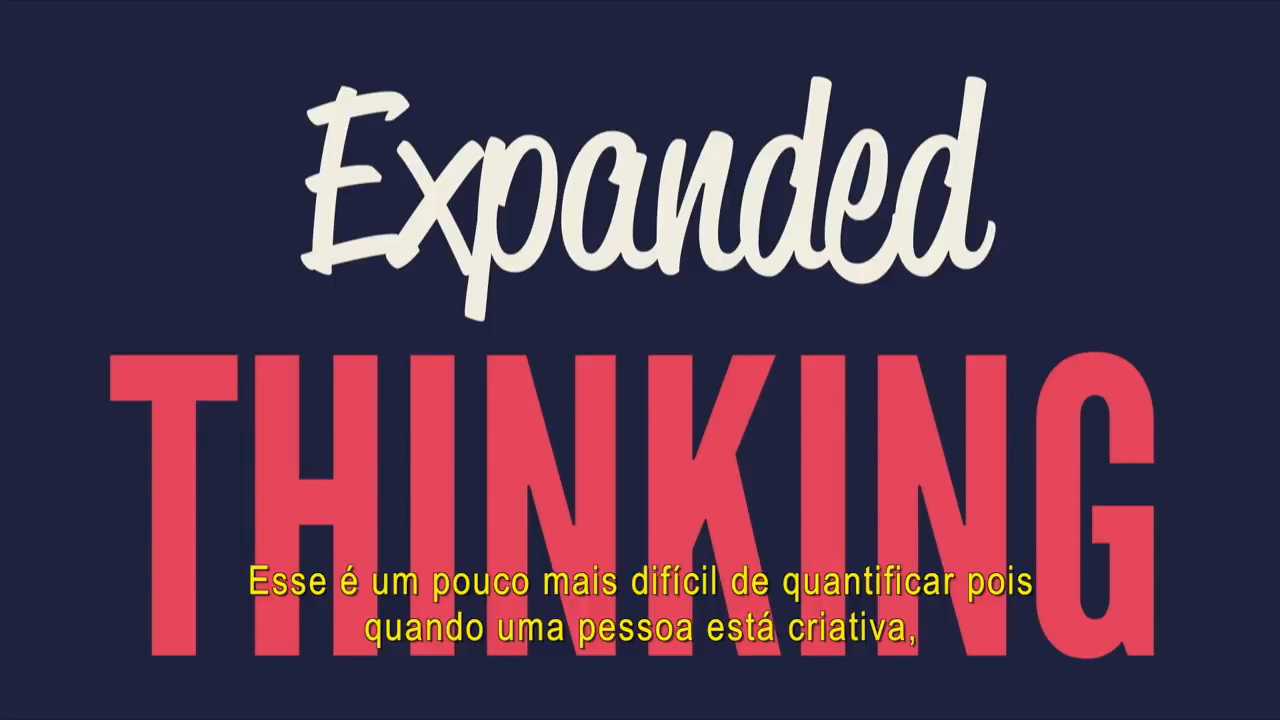 Expanded
THINKING
Esse é um pouco mais difícil de quantificar pois
quando uma pessoa está criativa,